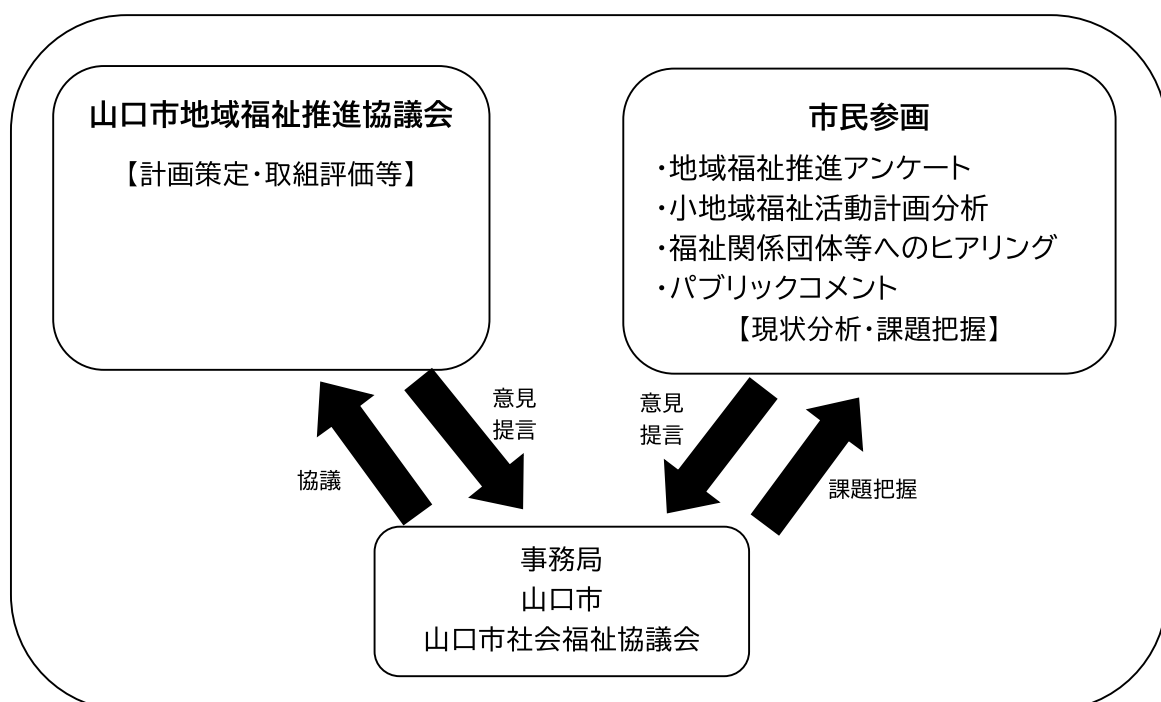 山口市地域福祉推進協議会
【計画策定・取組評価等】
市民参画
・地域福祉推進アンケート
・小地域福祉活動計画分析
・福祉関係団体等へのヒアリング
・パブリックコメント
【現状分析・課題把握】
意見
提言
協議
意見
提言
課題把握
事務局
山口市
山口市社会福祉協議会